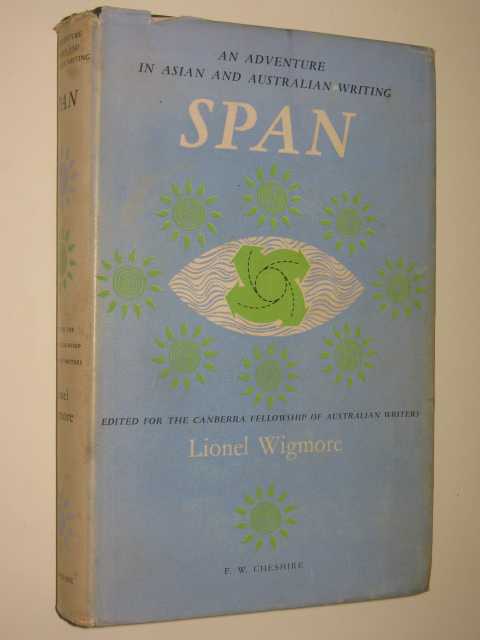 AN ADVENTURE
IN ASIAN AND AUSTRALIAN WRITING
SPAN
EDITED FOR THE CANBERRA FELLOWSHIP OF AUSTRALIAN WRITERS
Lionel Wigmore
F. W. CHESHIRE